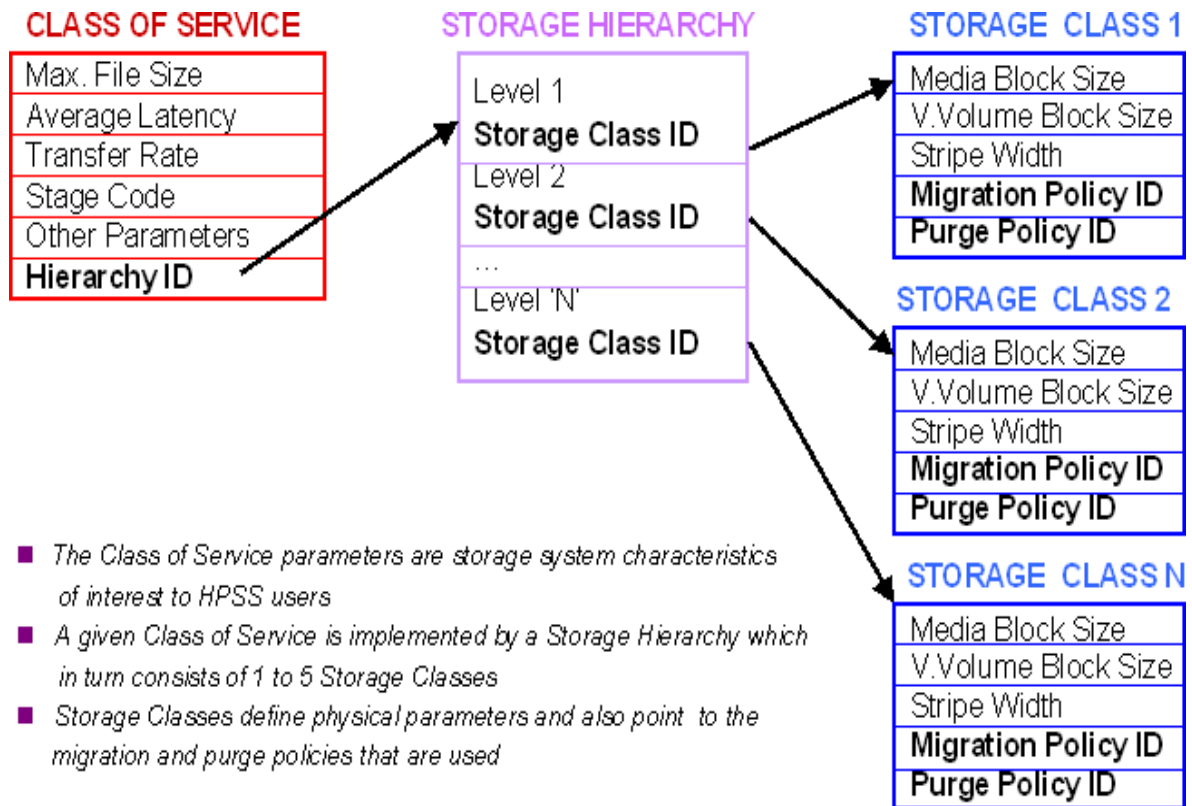 CLASS OF SERVICE
Max. File Size
Average Latency
Transfer Rate
Stage Code
Other Parameters
Hierarchy ID
STORAGE HIERARCHY
Level 1
Storage Class ID
Level 2
Storage Class ID
...
Level 'N'
Storage Class ID
STORAGE CLASS 1
Media Block Size
V.Volume Block Size
Stripe Width
Migration Policy ID
Purge Policy ID
STORAGE CLASS 2
Media Block Size
V.Volume Block Size
Stripe Width
Migration Policy ID
Purge Policy ID
STORAGE CLASS N
Media Block Size
V.Volume Block Size
Stripe Width
Migration Policy ID
Purge Policy ID
■ The Class of Service parameters are storage system characteristics
of interest to HPSS users
■ A given Class of Service is implemented by a Storage Hierarchy which
in turn consists of 1 to 5 Storage Classes
■ Storage Classes define physical parameters and also point to the
migration and purge policies that are used